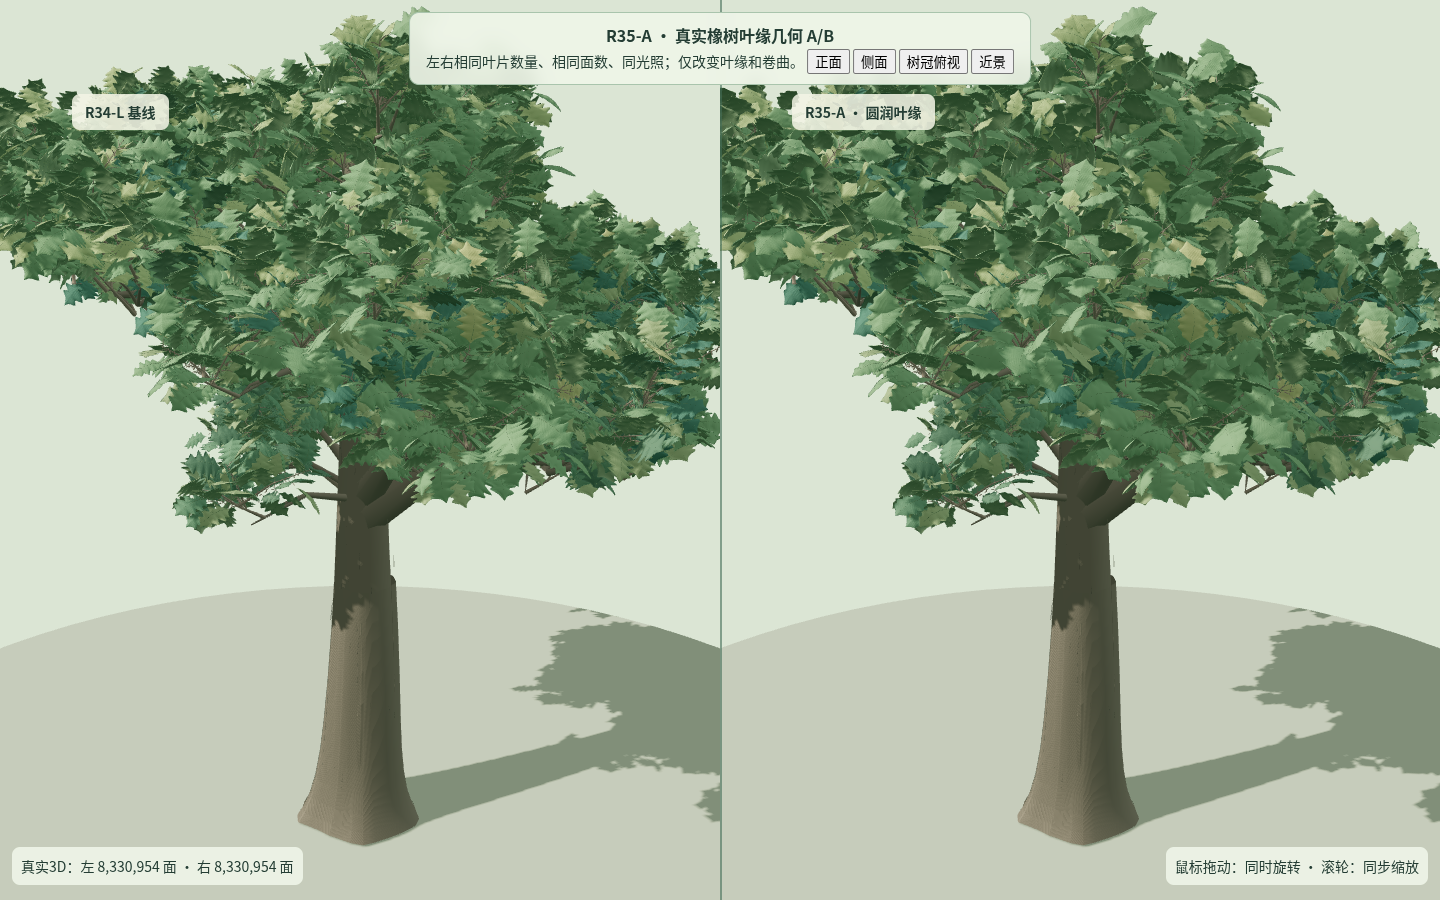 R35-A · 真实橡树叶缘几何 A/B
左右相同叶片数量、相同面数、同光照；仅改变叶缘和卷曲。 正面 侧面 树冠俯视 近景
R34-L 基线
R35-A · 圆润叶缘
真实3D：左 8,330,954 面 · 右 8,330,954 面
鼠标拖动：同时旋转 · 滚轮：同步缩放